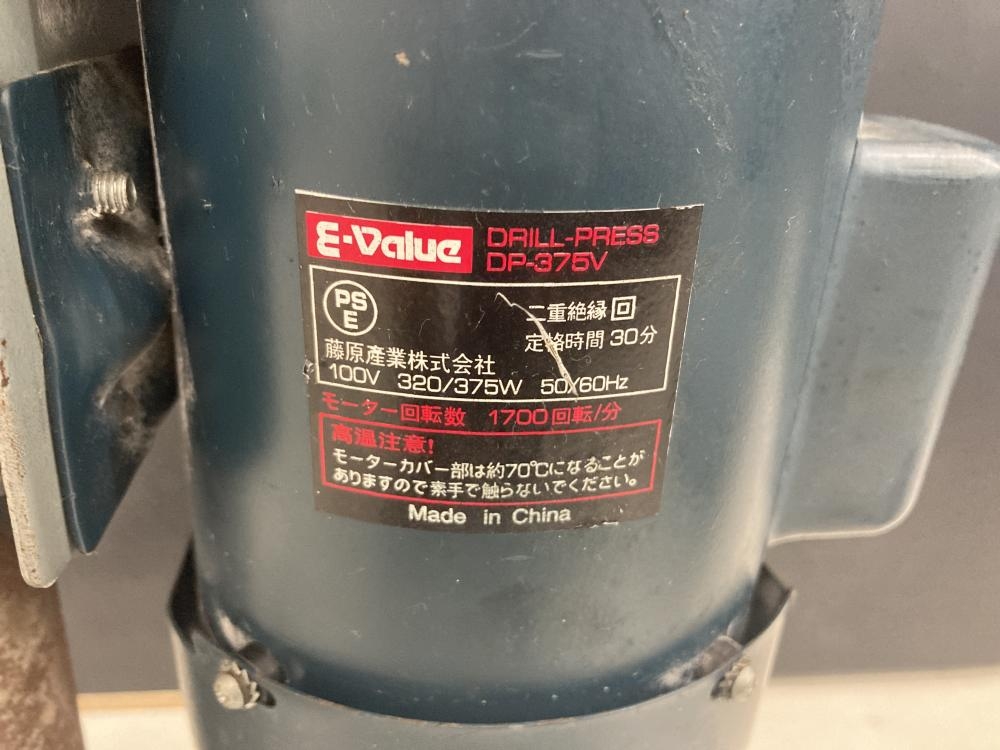 E-Value
DRILL-PRESS
DP-375V
PS
E
二重絶縁
定格時間 30分
藤原産業株式会社
100V 320/375W 50/60Hz
モーター回転数 1700回転/分
高温注意!
モーターカバー部は約70℃になることが
ありますので素手で触らないでください。
Made in China